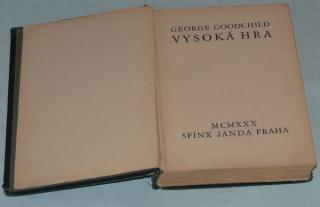 GEORGE GOODCHILD
VYSOKÁ HRA
MCMXXX
SFINX JANDA PRAHA